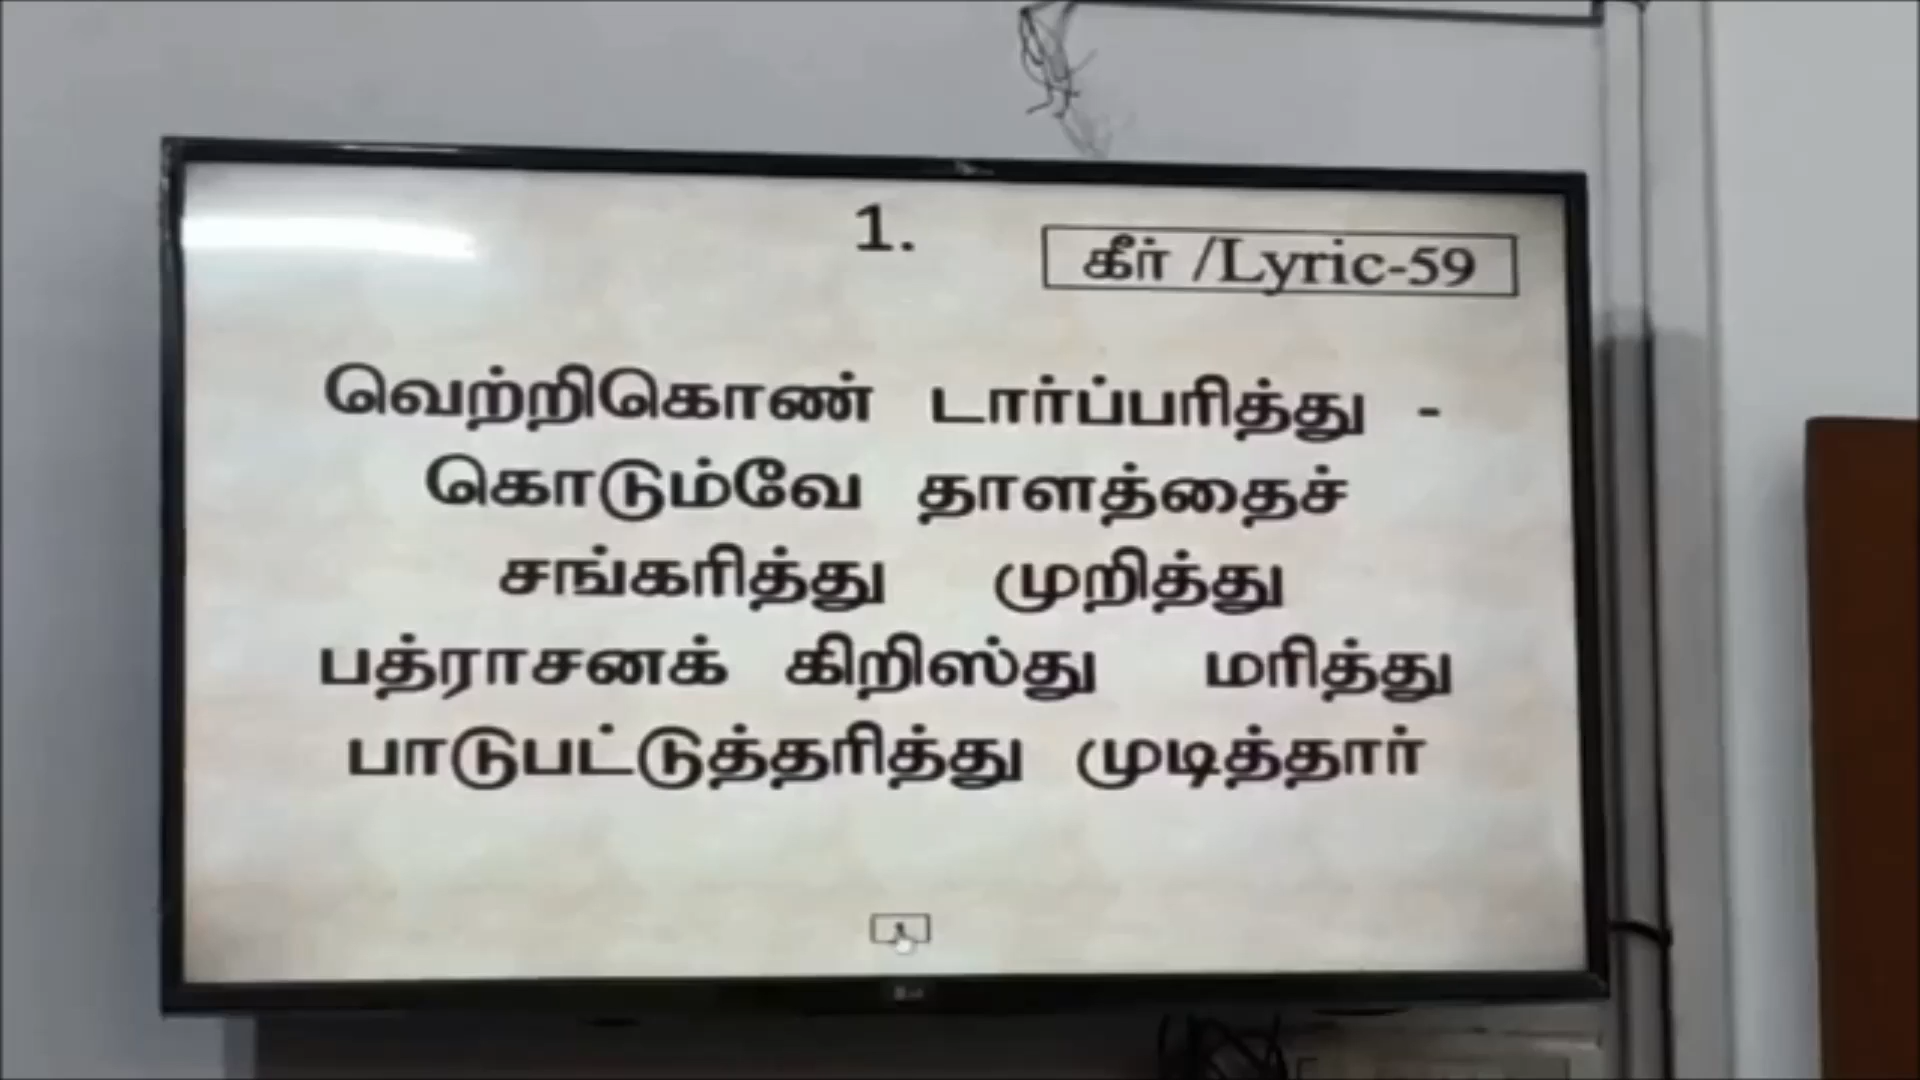 1.
கீர் /Lyric-59
வெற்றிகொண் டார்ப்பரித்து -
கொடும்வே தாளத்தைச்
சங்கரித்து முறித்து
பத்ராசனக் கிறிஸ்து மரித்து
பாடுபட்டுத்தரித்து முடித்தார்